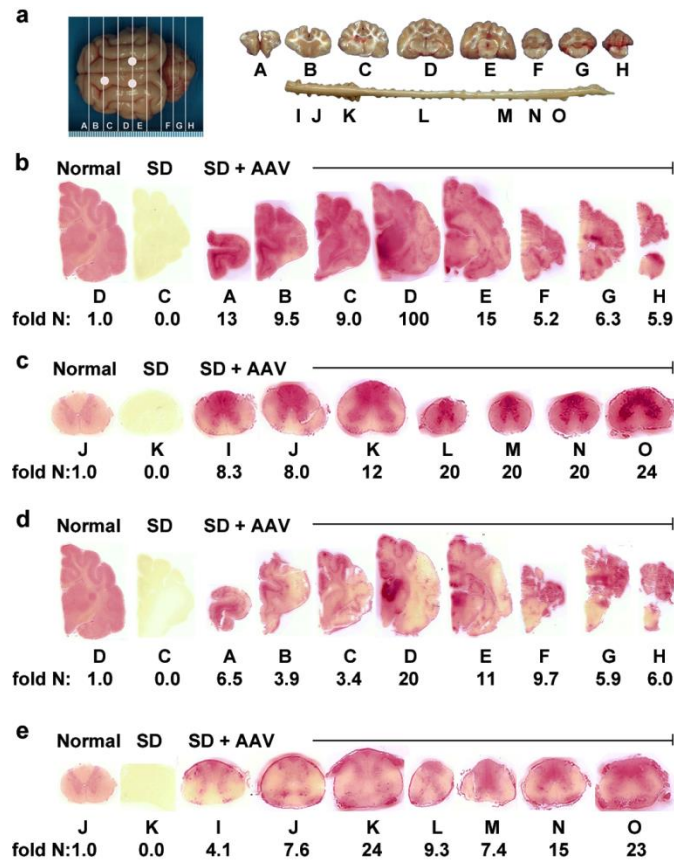 a
A B C D E F G H
A B C D E F G H
I J K L M N O
b
Normal SD SD + AAV
D C A B C D E F G H
fold N: 1.0 0.0 13 9.5 9.0 100 15 5.2 6.3 5.9
c
Normal SD SD + AAV
J K I J K L M N O
fold N:1.0 0.0 8.3 8.0 12 20 20 20 24
d
Normal SD SD + AAV
D C A B C D E F G H
fold N: 1.0 0.0 6.5 3.9 3.4 20 11 9.7 5.9 6.0
e
Normal SD SD + AAV
J K I J K L M N O
fold N:1.0 0.0 4.1 7.6 24 9.3 7.4 15 23